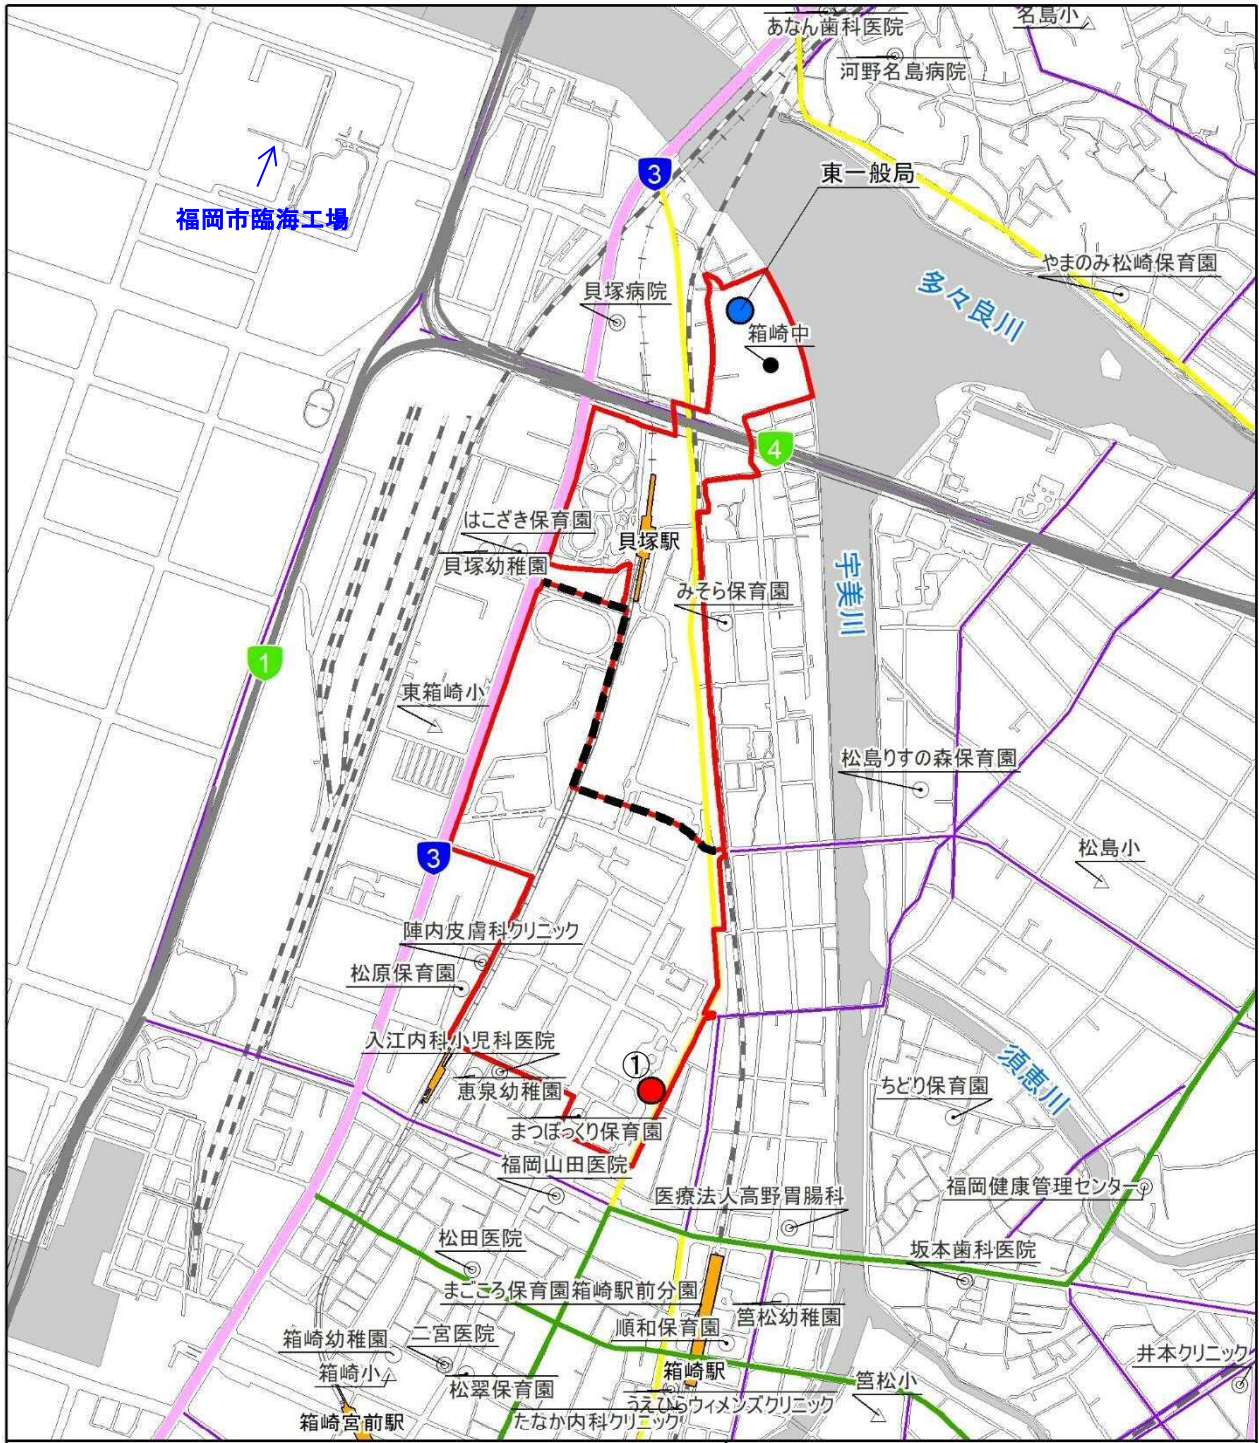 あなん歯科医院
名島小
河野名島病院
3
東一般局
福岡市臨海工場
やまのみ松崎保育園
多々良川
貝塚病院
箱崎中
4
はこざき保育園
貝塚駅
貝塚幼稚園
みそら保育園
宇美川
1
東箱崎小
松島りすの森保育園
3
松島小
陣内皮膚科クリニック
松原保育園
入江内科小児科医院
①
恵泉幼稚園
須恵川
ちどり保育園
まつぼっくり保育園
福岡山田医院
医療法人高野胃腸科
福岡健康管理センター
松田医院
坂本歯科医院
まごころ保育園箱崎駅前分園
筥松幼稚園
順和保育園
箱崎幼稚園
二宮医院
井本クリニック
箱崎小
箱崎駅
松翠保育園
筥松小
うえひらウィメンズクリニック
箱崎宮前駅
たなか内科クリニック